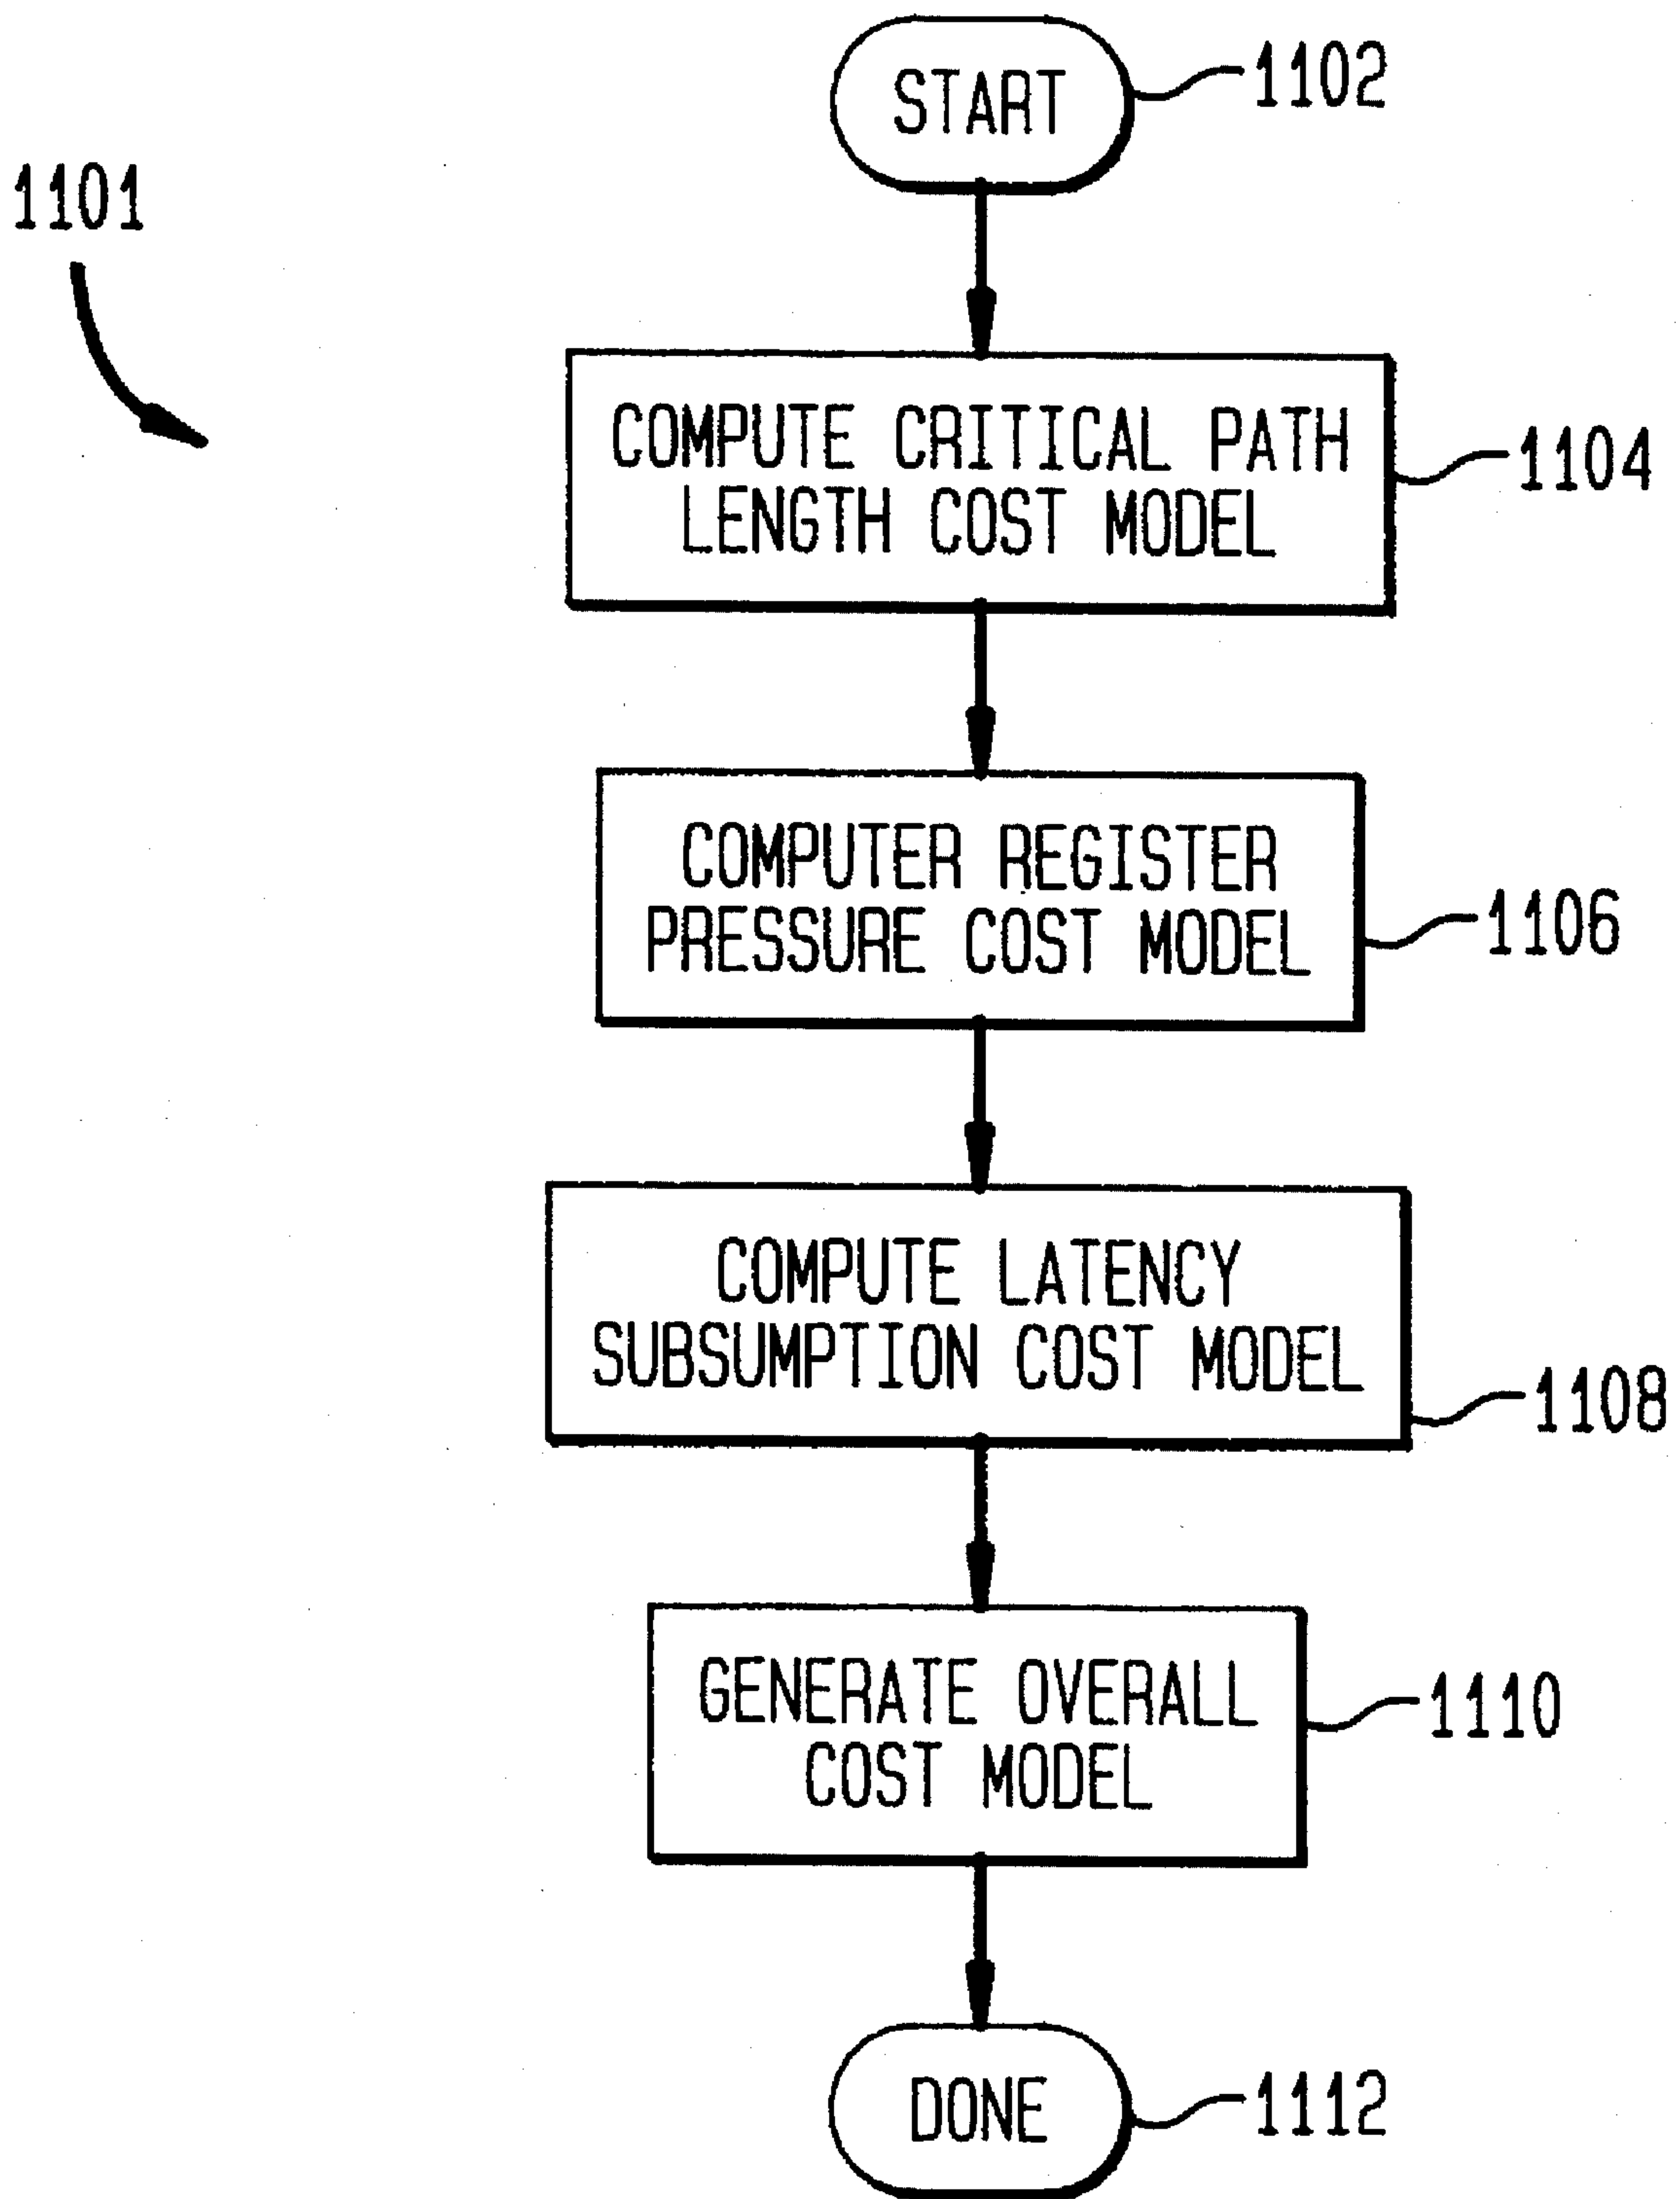 START
1102
1101
COMPUTE CRITICAL PATH
LENGTH COST MODEL
1104
COMPUTER REGISTER
PRESSURE COST MODEL
1106
COMPUTE LATENCY
SUBSUMPTION COST MODEL
1108
GENERATE OVERALL
COST MODEL
1110
DONE
1112